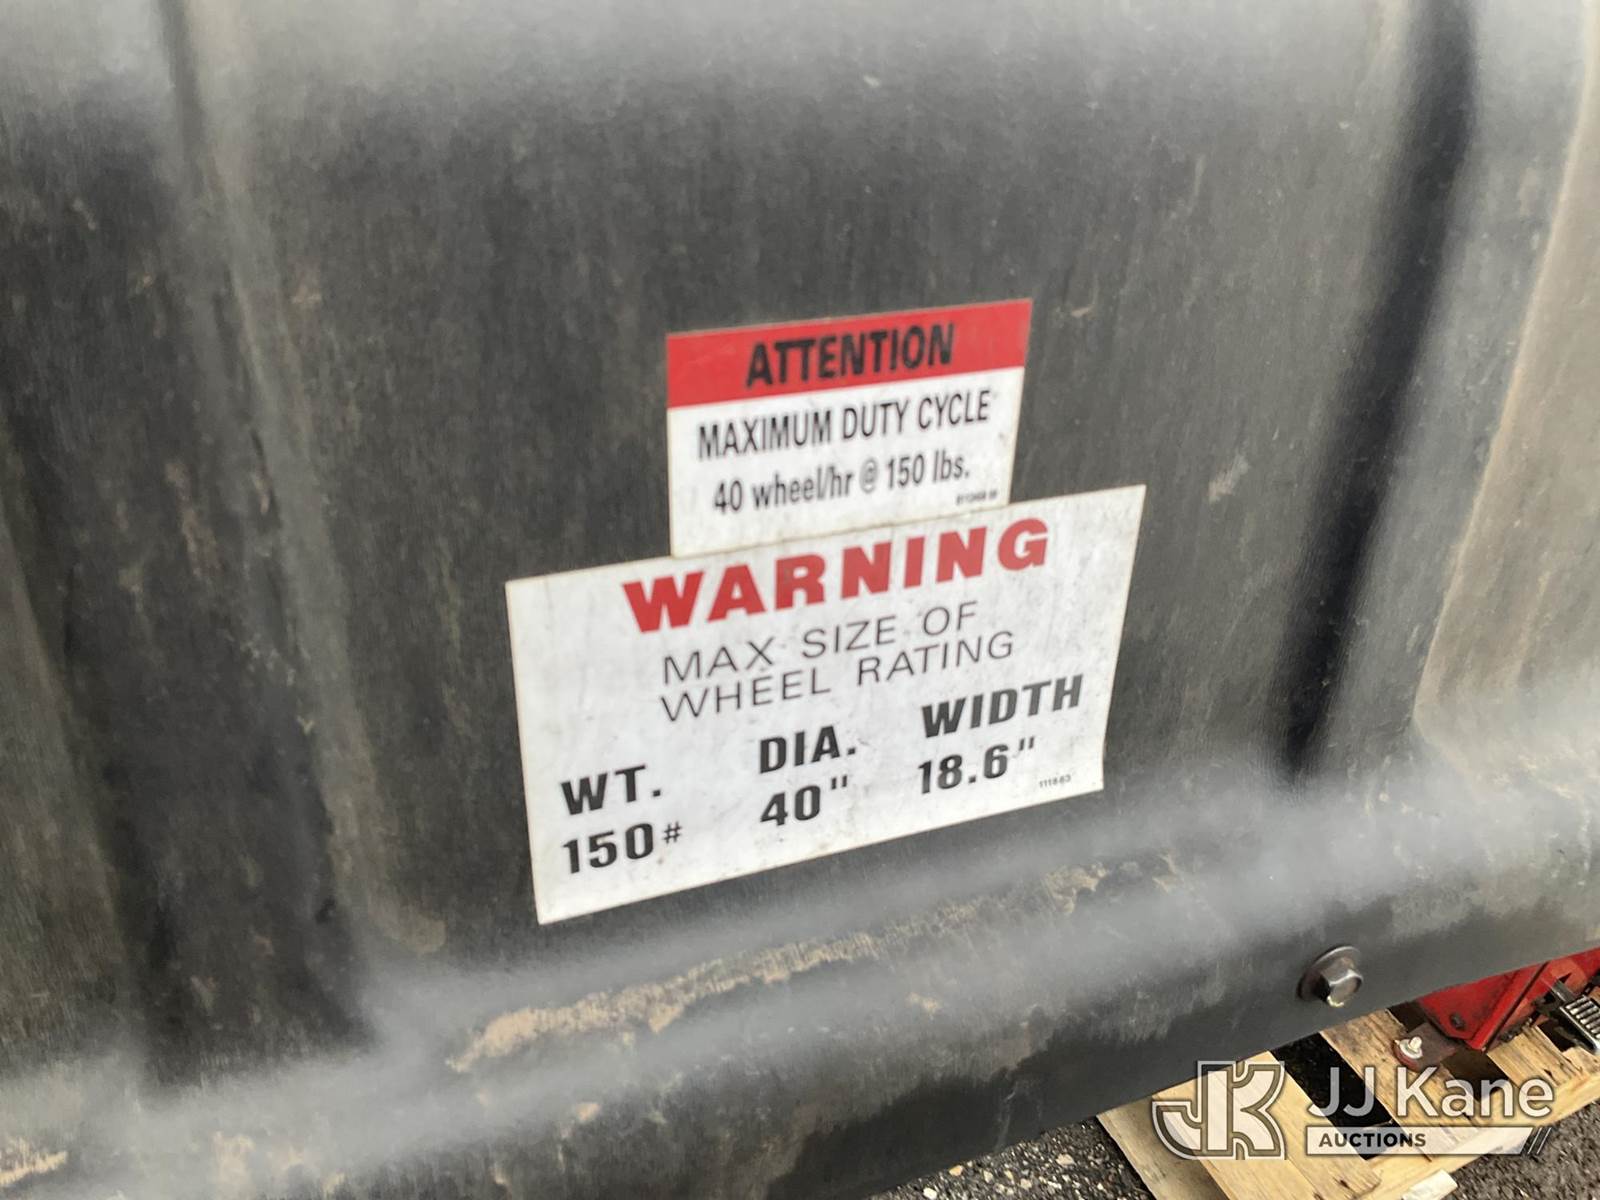 ATTENTION
MAXIMUM DUTY CYCLE
40 wheel/hr @ 150 lbs.
WARNING
MAX SIZE OF
WHEEL RATING
WT. DIA. WIDTH
150# 40" 18.6"
JK JJ Kane
AUCTIONS